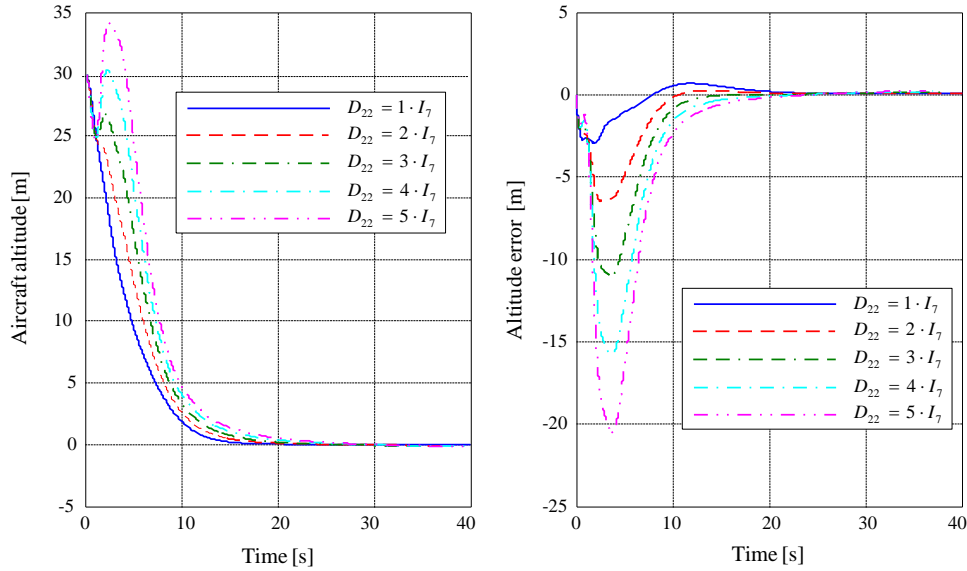 35
30
25
20
15
10
5
0
-5
0
10
20
30
40
Aircraft altitude [m]
Time [s]
D₂₂ = 1 · I₇
D₂₂ = 2 · I₇
D₂₂ = 3 · I₇
D₂₂ = 4 · I₇
D₂₂ = 5 · I₇
5
0
-5
-10
-15
-20
-25
0
10
20
30
40
Altitude error [m]
Time [s]
D₂₂ = 1 · I₇
D₂₂ = 2 · I₇
D₂₂ = 3 · I₇
D₂₂ = 4 · I₇
D₂₂ = 5 · I₇